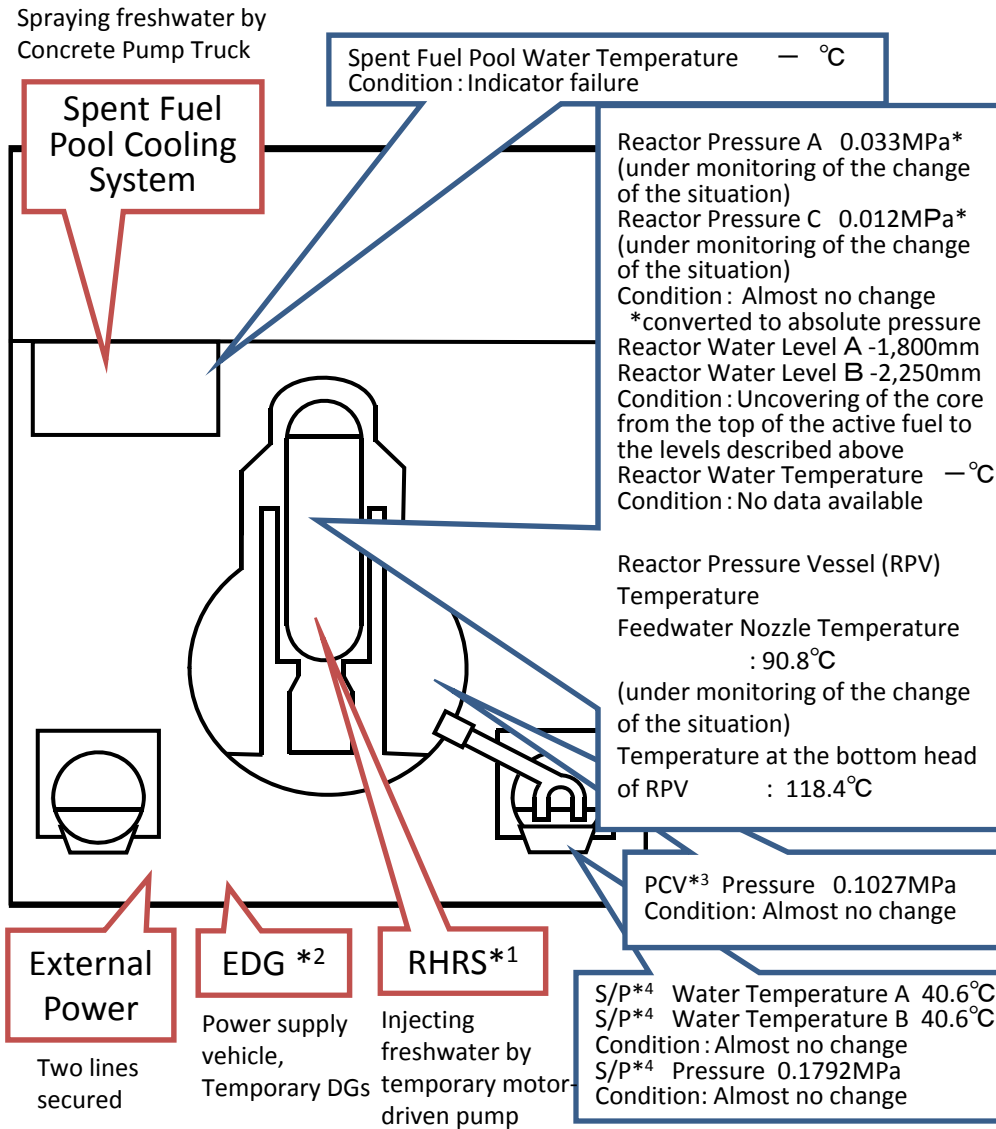 Spraying freshwater by
Concrete Pump Truck
Spent Fuel
Pool Cooling
System
Spent Fuel Pool Water Temperature － ℃
Condition：Indicator failure
Reactor Pressure A 0.033MPa*
(under monitoring of the change
of the situation)
Reactor Pressure C 0.012MPa*
(under monitoring of the change
of the situation)
Condition： Almost no change
*converted to absolute pressure
Reactor Water Level A -1,800mm
Reactor Water Level B -2,250mm
Condition：Uncovering of the core
from the top of the active fuel to
the levels described above
Reactor Water Temperature －℃
Condition：No data available
Reactor Pressure Vessel (RPV)
Temperature
Feedwater Nozzle Temperature
: 90.8℃
(under monitoring of the change
of the situation)
Temperature at the bottom head
of RPV : 118.4℃
PCV*3 Pressure 0.1027MPa
Condition: Almost no change
S/P*4 Water Temperature A 40.6℃
S/P*4 Water Temperature B 40.6℃
Condition：Almost no change
S/P*4 Pressure 0.1792MPa
Condition: Almost no change
External
Power
Two lines
secured
EDG *2
Power supply
vehicle,
Temporary DGs
RHRS*1
Injecting
freshwater by
temporary motor-
driven pump